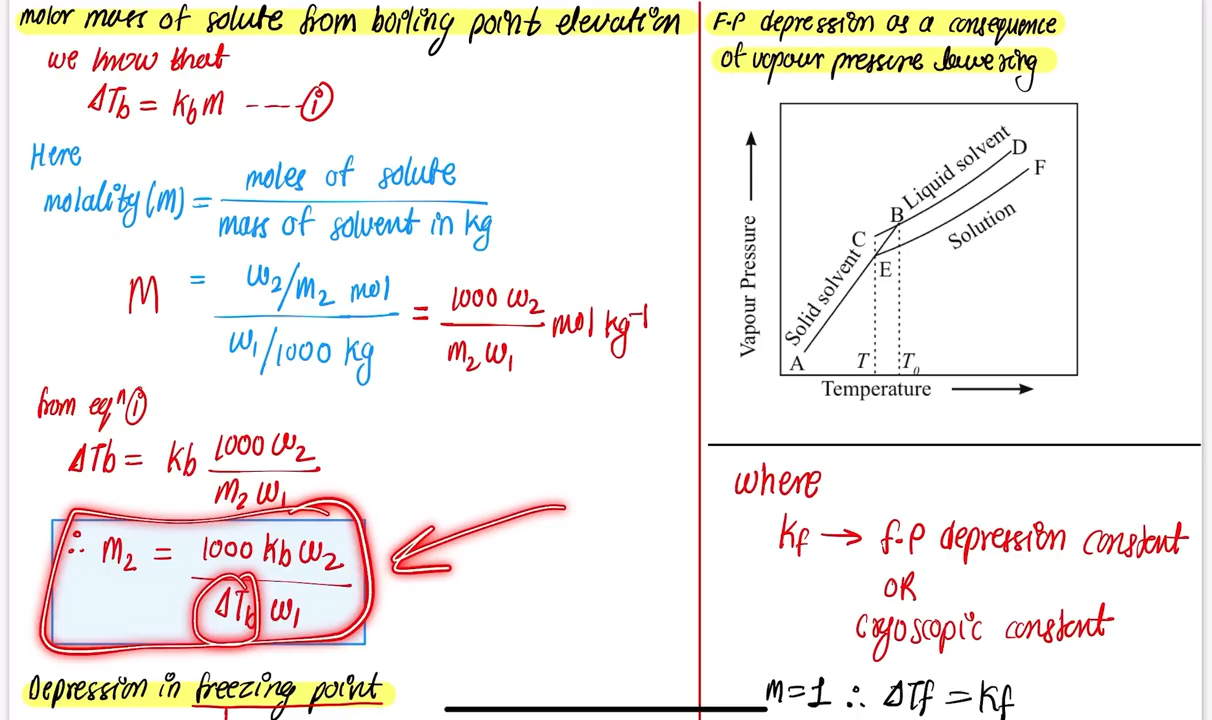 molar mass of solute from boiling point elevation
we know that
ΔTb = Kb m ---- (i)
Here
molality (m) = moles of solute / mass of solvent in kg
M = w2/m2 mol / w1/1000 kg = 1000 w2 / m2 w1 mol kg-1
from eqn (i)
ΔTb = Kb 1000 w2 / m2 w1
∴ m2 = 1000 Kb w2 / ΔTb w1
Depression in freezing point
F.P depression as a consequence
of vapour pressure lowering
Vapour Pressure
Solid solvent
Liquid solvent
Solution
A
B
C
D
E
F
T
T0
Temperature
where
Kf → f.p depression constant
OR
cryoscopic constant
m=1 ∴ ΔTf = Kf